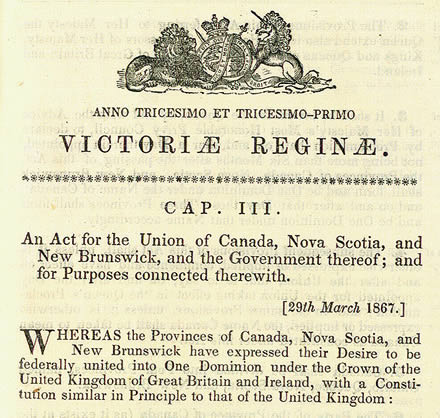 ANNO TRICESIMO ET TRICESIMO-PRIMO
VICTORIÆ REGINÆ.
CAP. III.
An Act for the Union of Canada, Nova Scotia, and
New Brunswick, and the Government thereof; and
for Purposes connected therewith.
[29th March 1867.]
WHEREAS the Provinces of Canada, Nova Scotia, and
New Brunswick have expressed their Desire to be
federally united into One Dominion under the Crown of the
United Kingdom of Great Britain and Ireland, with a Consti-
tution similar in Principle to that of the United Kingdom: